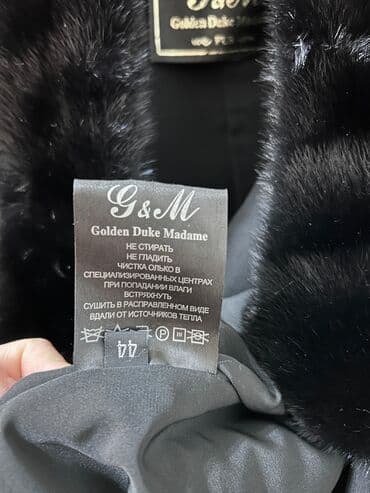 G&M
Golden Duke Madame
G&M
Golden Duke Madame
НЕ СТИРАТЬ
НЕ ГЛАДИТЬ
ЧИСТКА ОЛЬКО В
СПЕЦИАЛИЗИРОВАННЫХ ЦЕНТРАХ
ПРИ ПОПАДАНИИ ВЛАГИ
ВСТРЯХНУТЬ
СУШИТЬ В РАСПРАВЛЕННОМ ВИДЕ
ВДАЛИ ОТ ИСТОЧНИКОВ ТЕПЛА
44